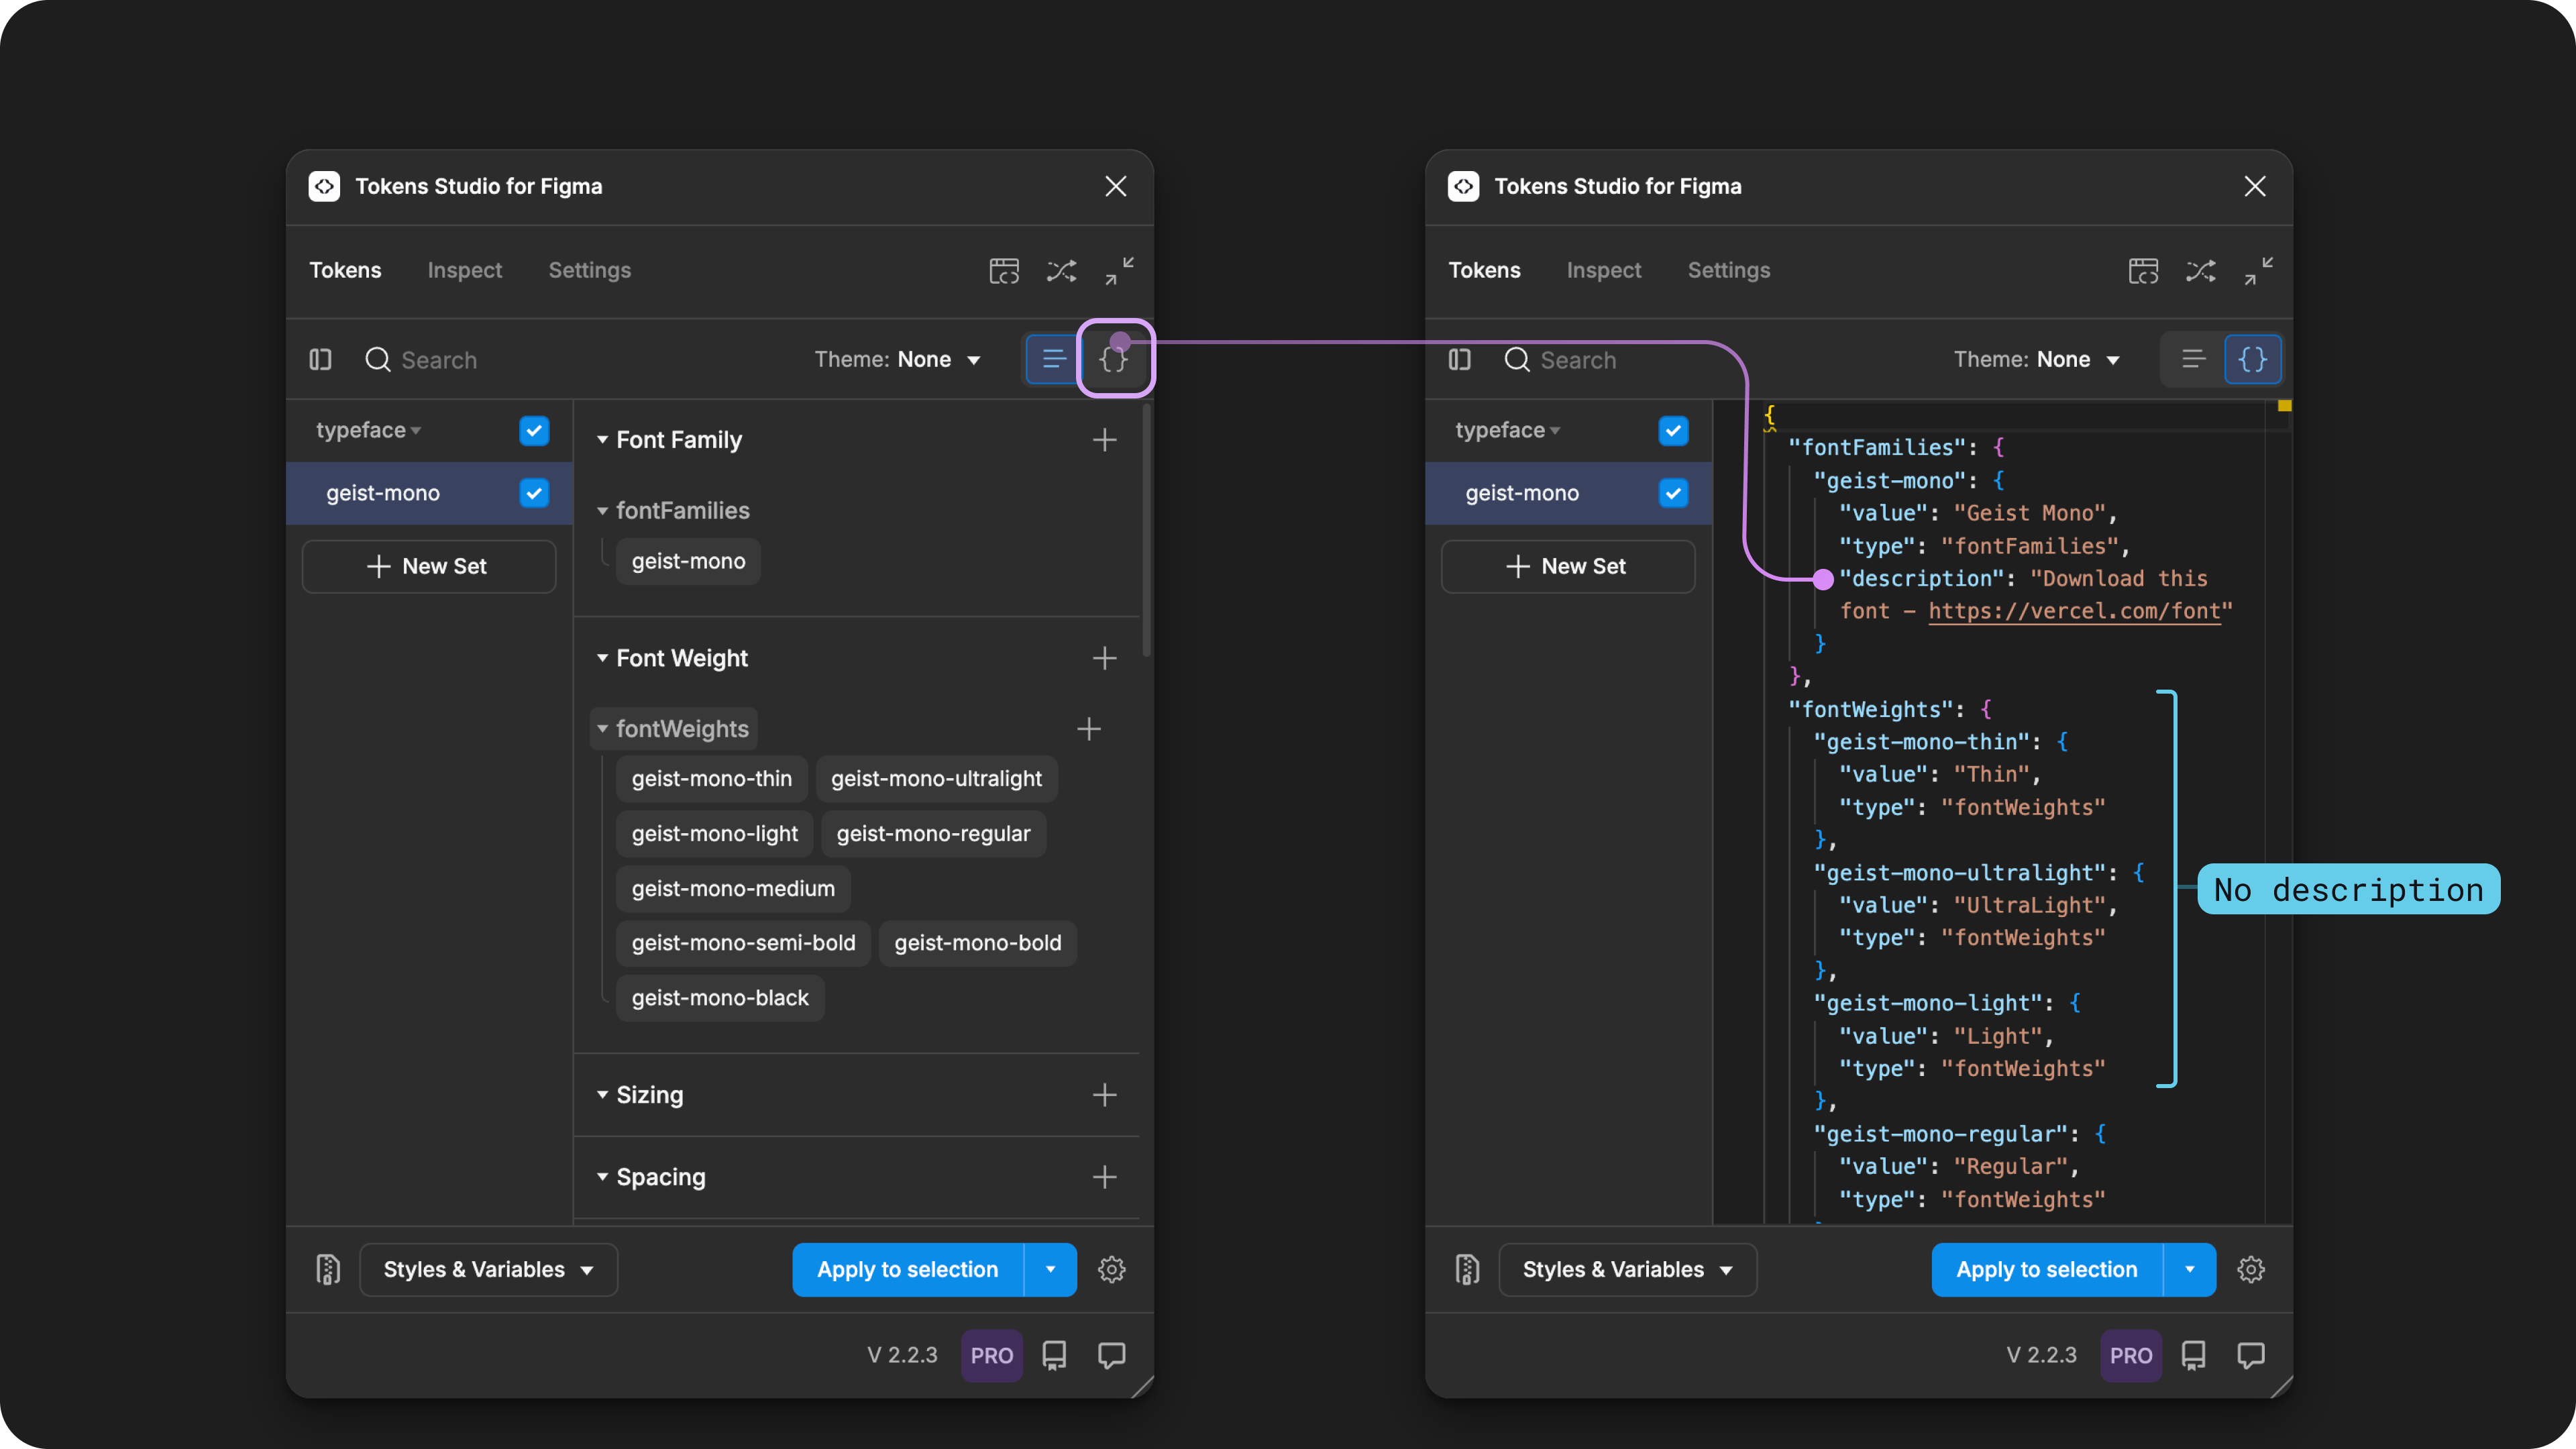 Tokens Studio for Figma
Tokens Inspect Settings
Search Theme: None {}
typeface
geist-mono
New Set
Font Family
fontFamilies
geist-mono
Font Weight
fontWeights
geist-mono-thin geist-mono-ultralight
geist-mono-light geist-mono-regular
geist-mono-medium
geist-mono-semi-bold geist-mono-bold
geist-mono-black
Sizing
Spacing
Styles & Variables Apply to selection
V 2.2.3 PRO
Tokens Studio for Figma
Tokens Inspect Settings
Search Theme: None {}
typeface
geist-mono
New Set
{
"fontFamilies": {
"geist-mono": {
"value": "Geist Mono",
"type": "fontFamilies",
"description": "Download this
font - https://vercel.com/font"
}
},
"fontWeights": {
"geist-mono-thin": {
"value": "Thin",
"type": "fontWeights"
},
"geist-mono-ultralight": {
"value": "UltraLight",
"type": "fontWeights"
},
"geist-mono-light": {
"value": "Light",
"type": "fontWeights"
},
"geist-mono-regular": {
"value": "Regular",
"type": "fontWeights"
No description
Styles & Variables Apply to selection
V 2.2.3 PRO